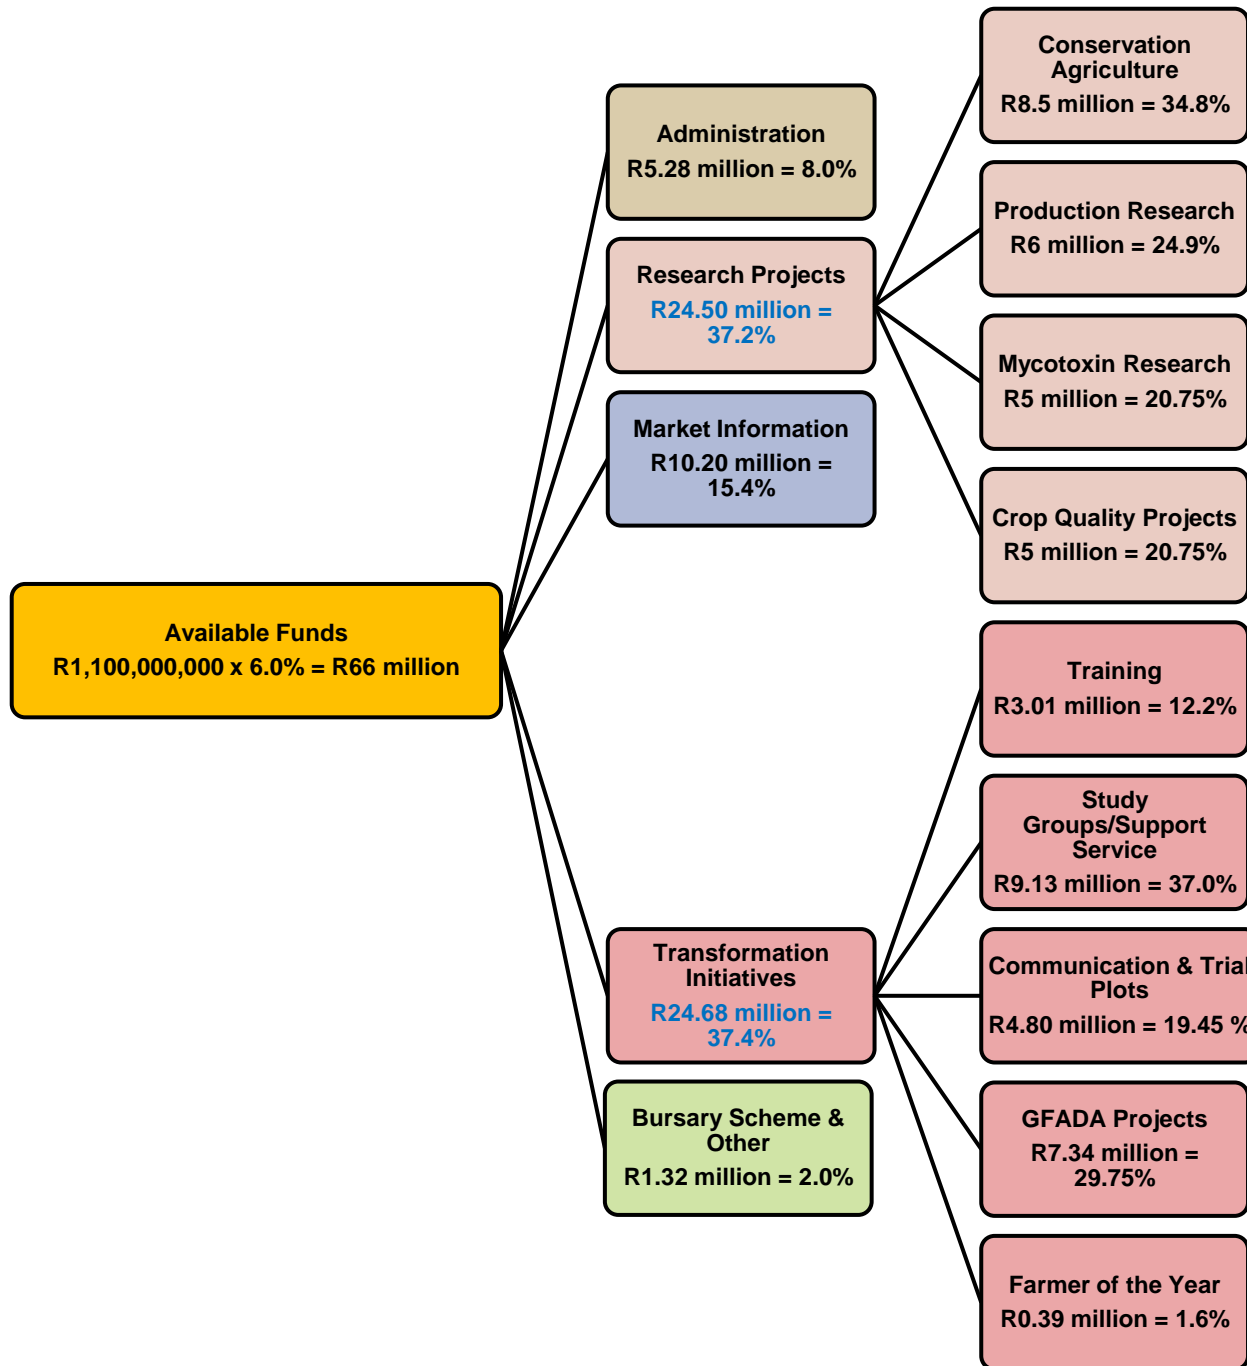 Available Funds
R1,100,000,000 x 6.0% = R66 million
Administration
R5.28 million = 8.0%
Research Projects
R24.50 million =
37.2%
Market Information
R10.20 million =
15.4%
Transformation
Initiatives
R24.68 million =
37.4%
Bursary Scheme &
Other
R1.32 million = 2.0%
Conservation
Agriculture
R8.5 million = 34.8%
Production Research
R6 million = 24.9%
Mycotoxin Research
R5 million = 20.75%
Crop Quality Projects
R5 million = 20.75%
Training
R3.01 million = 12.2%
Study
Groups/Support
Service
R9.13 million = 37.0%
Communication & Trial
Plots
R4.80 million = 19.45 %
GFADA Projects
R7.34 million =
29.75%
Farmer of the Year
R0.39 million = 1.6%